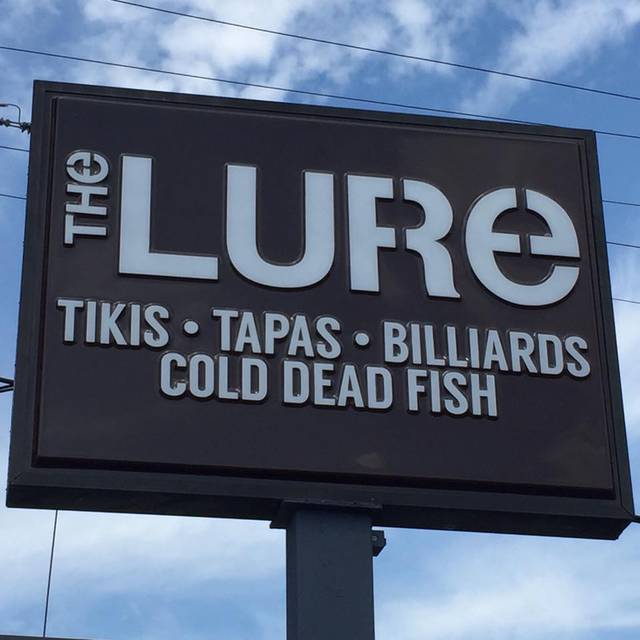 THE LURe
TIKIS • TAPAS • BILLIARDS
COLD DEAD FISH